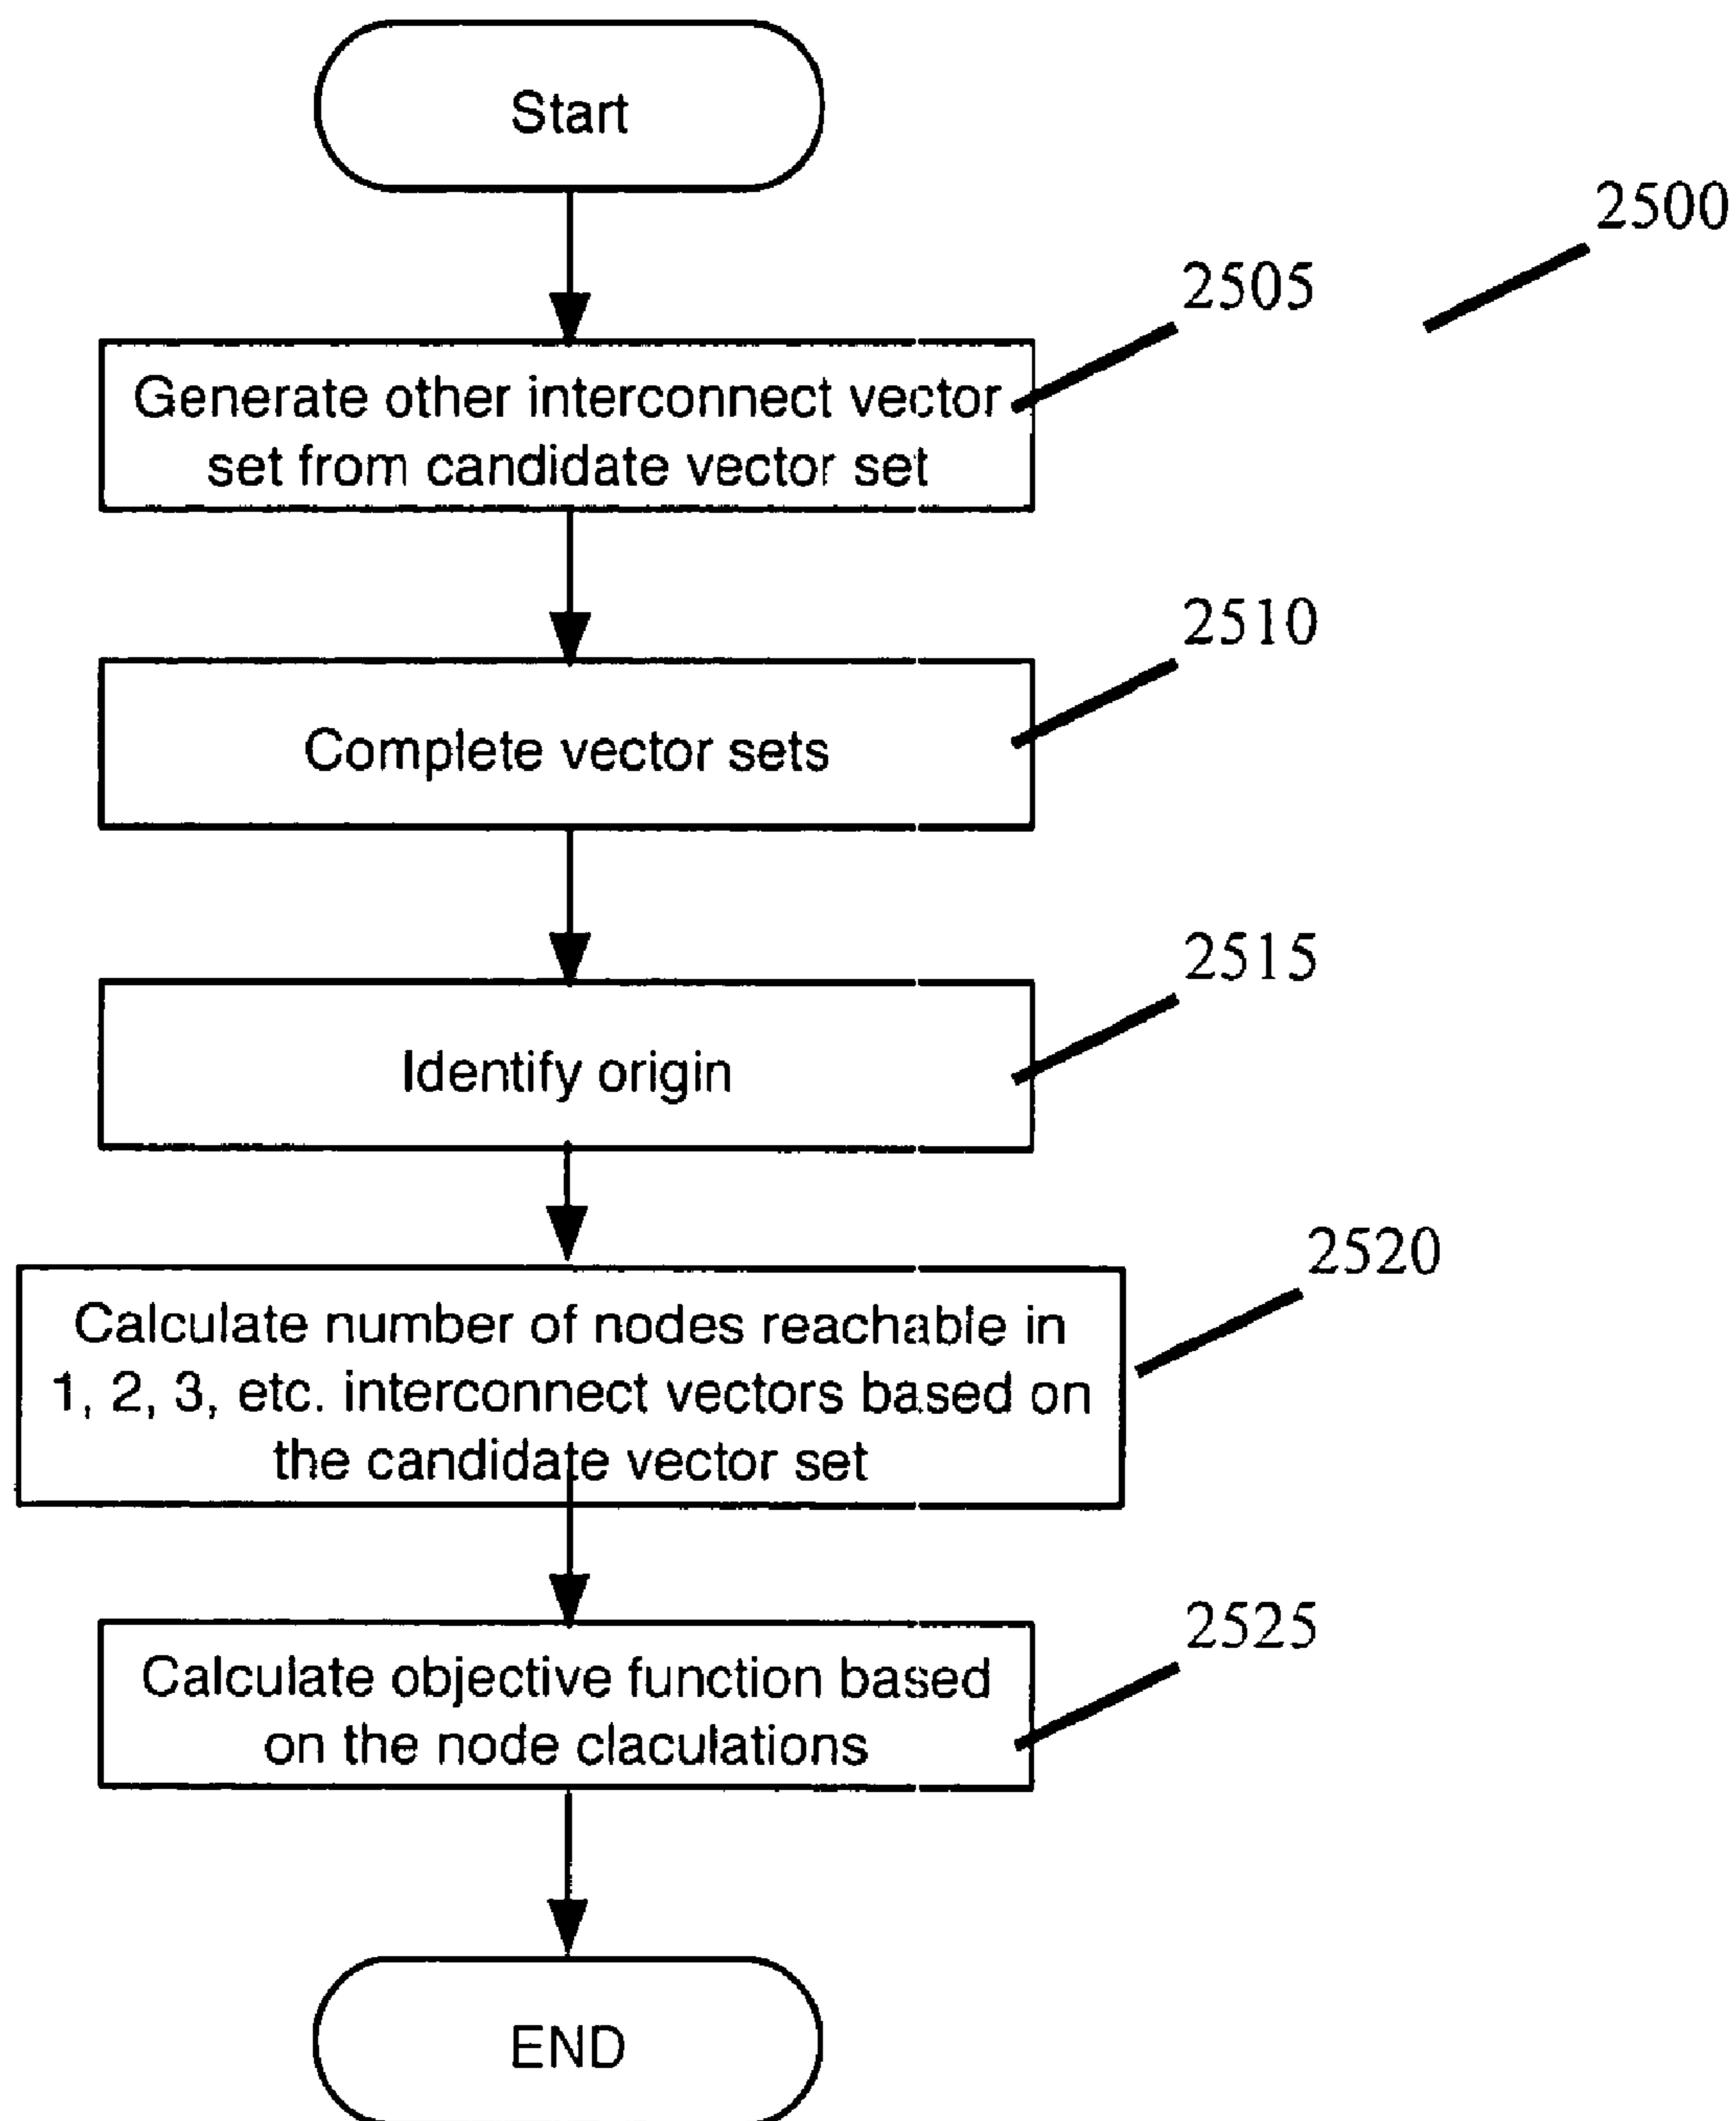 Start
2500
2505
Generate other interconnect vector
set from candidate vector set
2510
Complete vector sets
2515
Identify origin
2520
Calculate number of nodes reachable in
1, 2, 3, etc. interconnect vectors based on
the candidate vector set
2525
Calculate objective function based
on the node claculations
END